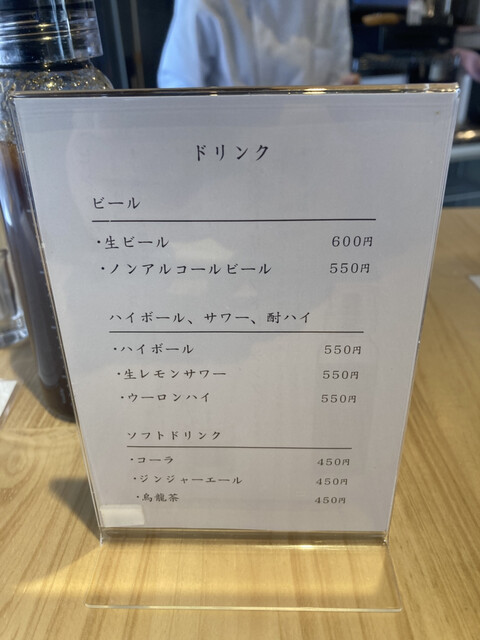 ドリンク
ビール
・生ビール 600円
・ノンアルコールビール 550円
ハイボール、サワー、酎ハイ
・ハイボール 550円
・生レモンサワー 550円
・ウーロンハイ 550円
ソフトドリンク
・コーラ 450円
・ジンジャーエール 450円
・烏龍茶 450円